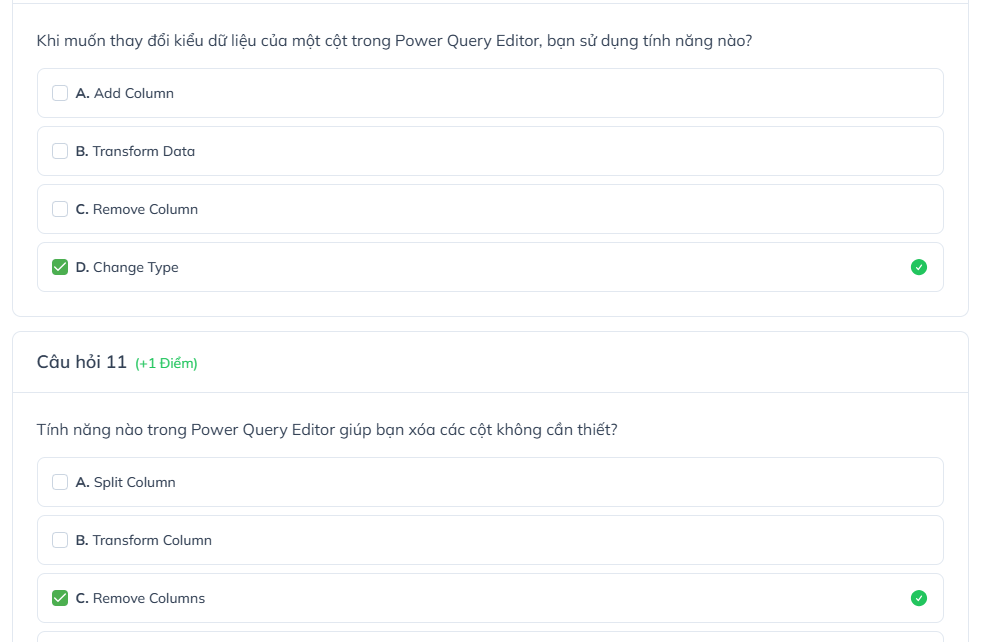 Khi muốn thay đổi kiểu dữ liệu của một cột trong Power Query Editor, bạn sử dụng tính năng nào?
A. Add Column
B. Transform Data
C. Remove Column
D. Change Type
Câu hỏi 11 (+1 Điểm)
Tính năng nào trong Power Query Editor giúp bạn xóa các cột không cần thiết?
A. Split Column
B. Transform Column
C. Remove Columns